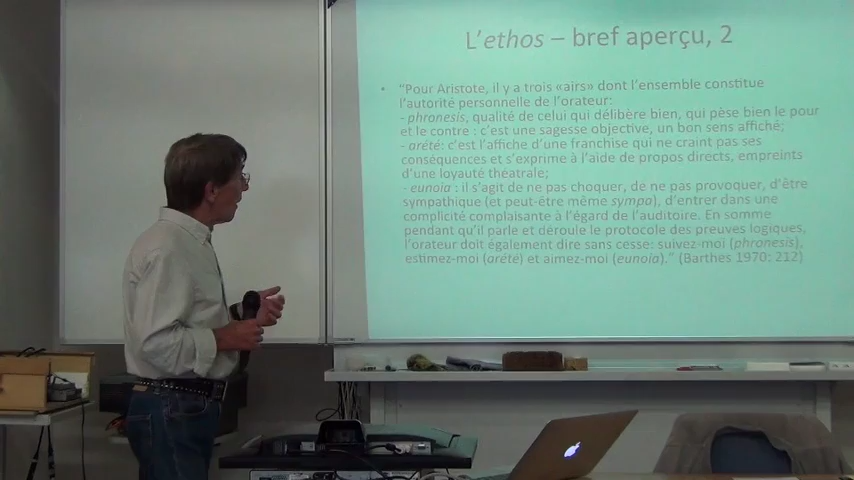 L'ethos – bref aperçu, 2
• "Pour Aristote, il y a trois «airs» dont l'ensemble constitue
l'autorité personnelle de l'orateur:
- phronesis, qualité de celui qui délibère bien, qui pèse bien le pour
et le contre : c'est une sagesse objective, un bon sens affiché;
- arété: c'est l'affiche d'une franchise qui ne craint pas ses
conséquences et s'exprime à l'aide de propos directs, empreints
d'une loyauté théatrale;
- eunoia : il s'agit de ne pas choquer, de ne pas provoquer, d'être
sympathique (et peut-être même sympa), d'entrer dans une
complicité complaisante à l'égard de l'auditoire. En somme
pendant qu'il parle et déroule le protocole des preuves logiques,
l'orateur doit également dire sans cesse: suivez-moi (phronesis),
estimez-moi (arété) et aimez-moi (eunoia)." (Barthes 1970: 212)